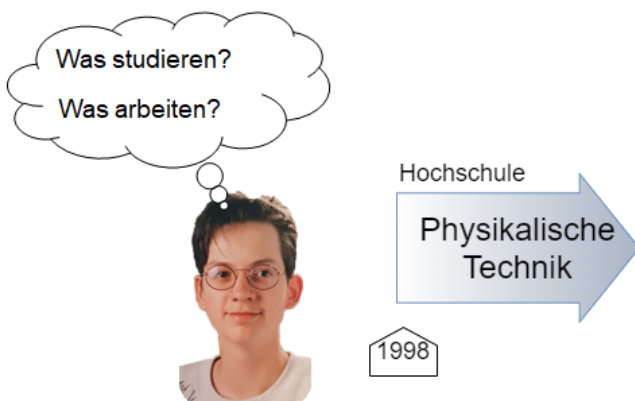 Was studieren?
Was arbeiten?
Hochschule
Physikalische
Technik
1998